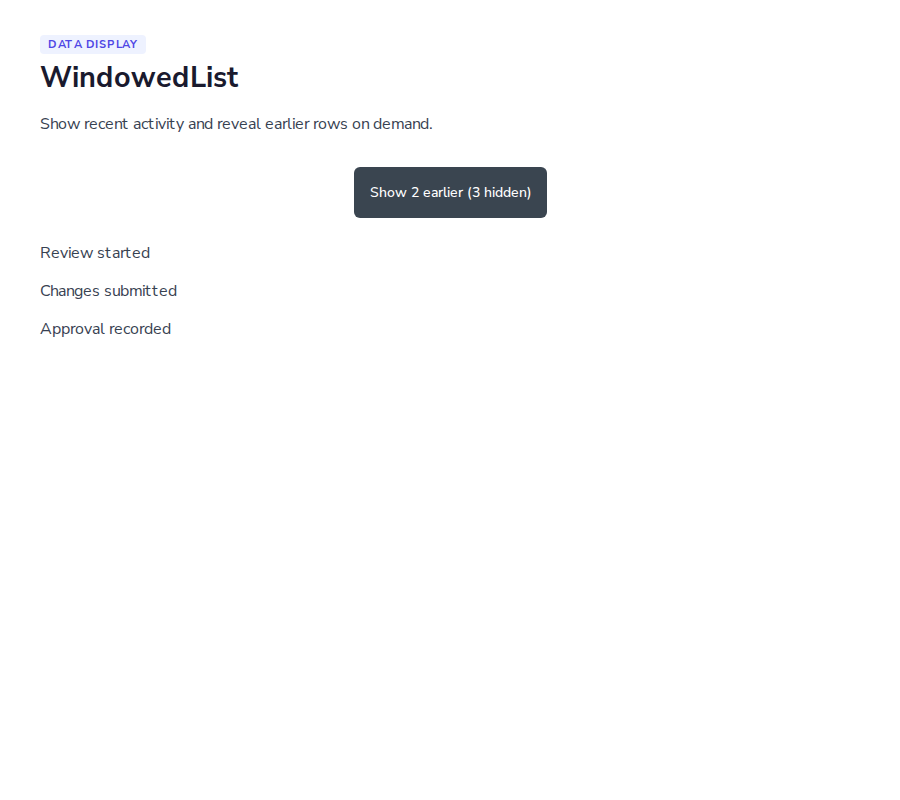 DATA DISPLAY
WindowedList
Show recent activity and reveal earlier rows on demand.
Show 2 earlier (3 hidden)
Review started
Changes submitted
Approval recorded